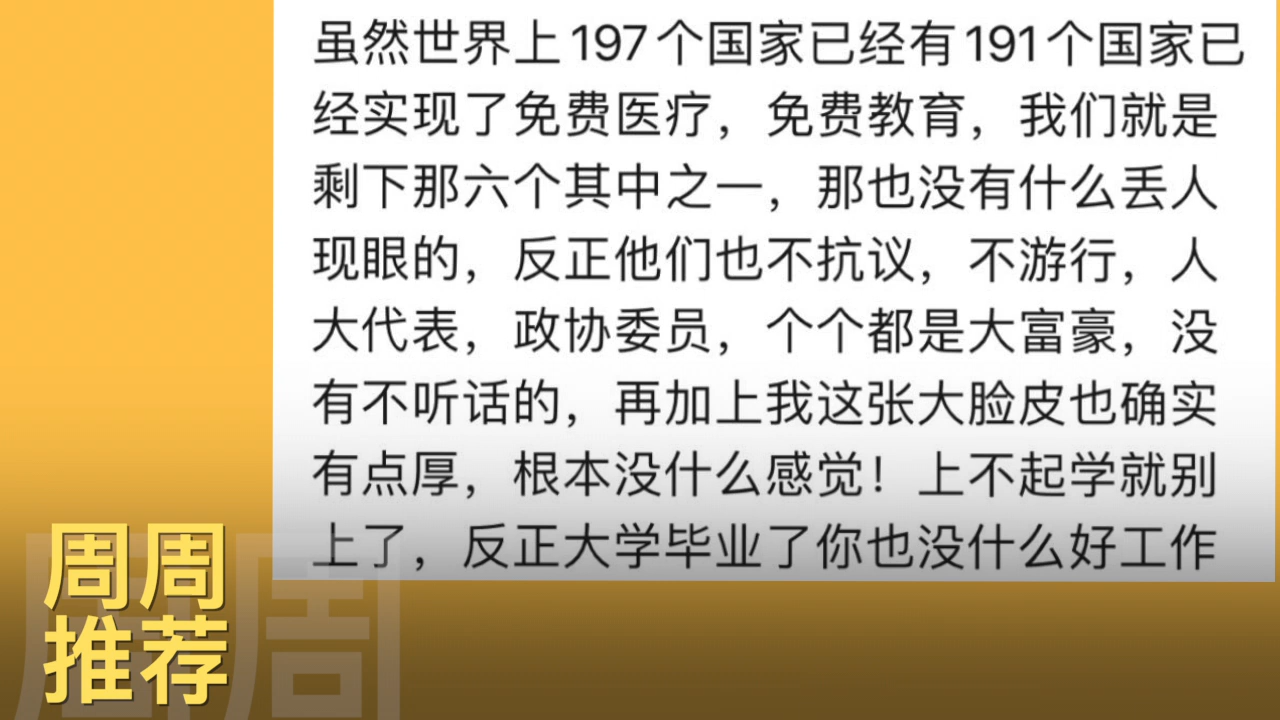 虽然世界上197个国家已经有191个国家已
经实现了免费医疗，免费教育，我们就是
剩下那六个其中之一，那也没有什么丢人
现眼的，反正他们也不抗议，不游行，人
大代表，政协委员，个个都是大富豪，没
有不听话的，再加上我这张大脸皮也确实
有点厚，根本没什么感觉！上不起学就别
上了，反正大学毕业了你也没什么好工作
周周
推荐
周周